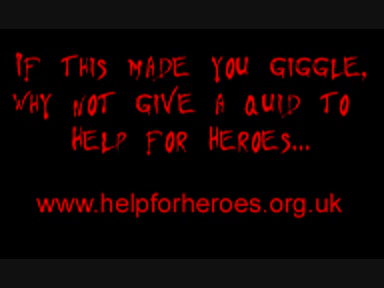 IF THIS MADE YOU GIGGLE,
WHY NOT GIVE A QUID TO
HELP FOR HEROES...
www.helpforheroes.org.uk